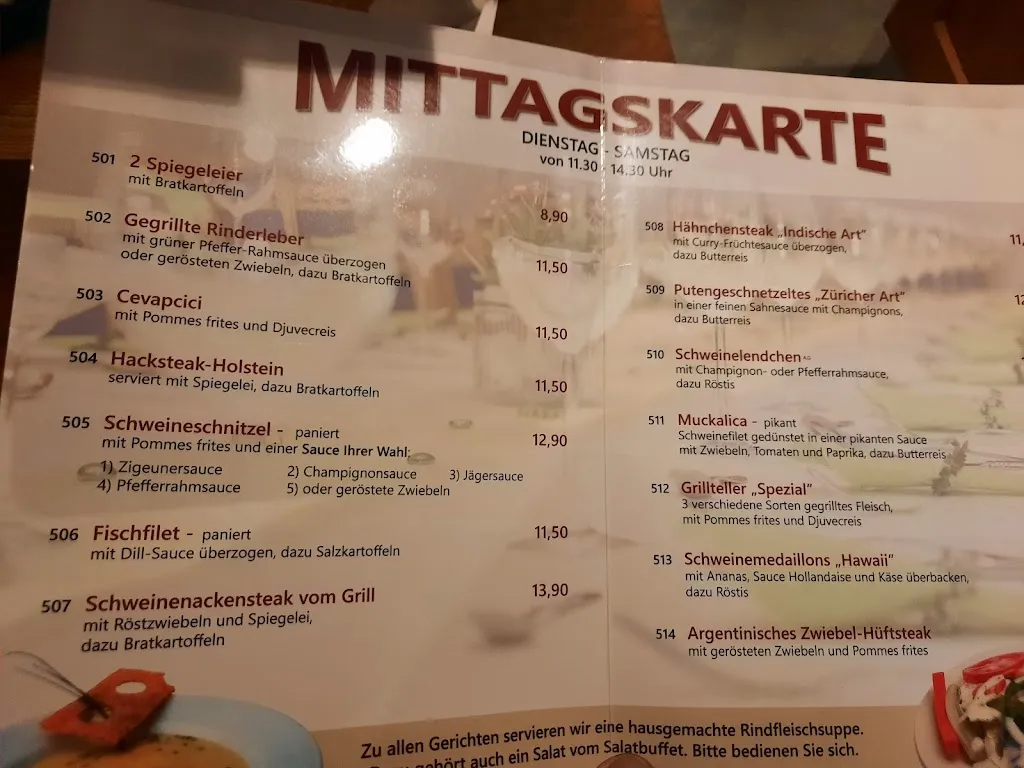 MITTAGSKARTE
DIENSTAG - SAMSTAG
von 11.30 - 14.30 Uhr
501 2 Spiegeleier
mit Bratkartoffeln
8,90
502 Gegrillte Rinderleber
mit grüner Pfeffer-Rahmsauce überzogen
oder gerösteten Zwiebeln, dazu Bratkartoffeln
11,50
503 Cevapcici
mit Pommes frites und Djuvecreis
11,50
504 Hacksteak-Holstein
serviert mit Spiegelei, dazu Bratkartoffeln
11,50
505 Schweineschnitzel - paniert
12,90
mit Pommes frites und einer Sauce Ihrer Wahl:
1) Zigeunersauce 2) Champignonsauce 3) Jägersauce
4) Pfefferrahmsauce 5) oder geröstete Zwiebeln
506 Fischfilet - paniert 11,50
mit Dill-Sauce überzogen, dazu Salzkartoffeln
507 Schweinenackensteak vom Grill 13,90
mit Röstzwiebeln und Spiegelei,
dazu Bratkartoffeln
508 Hähnchensteak „Indische Art" 11,
mit Curry-Früchtesauce überzogen,
dazu Butterreis
509 Putengeschnetzeltes „Züricher Art" 12
in einer feinen Sahnesauce mit Champignons,
dazu Butterreis
510 Schweinelendchen
mit Champignon- oder Pfefferrahmsauce,
dazu Röstis
511 Muckalica - pikant
Schweinefilet gedünstet in einer pikanten Sauce
mit Zwiebeln, Tomaten und Paprika, dazu Butterreis
512 Grillteller „Spezial"
3 verschiedene Sorten gegrilltes Fleisch,
mit Pommes frites und Djuvecreis
513 Schweinemedaillons „Hawaii"
mit Ananas, Sauce Hollandaise und Käse überbacken,
dazu Röstis
514 Argentinisches Zwiebel-Hüftsteak
mit gerösteten Zwiebeln und Pommes frites
Zu allen Gerichten servieren wir eine hausgemachte Rindfleischsuppe.
gehört auch ein Salat vom Salatbuffet. Bitte bedienen Sie sich.